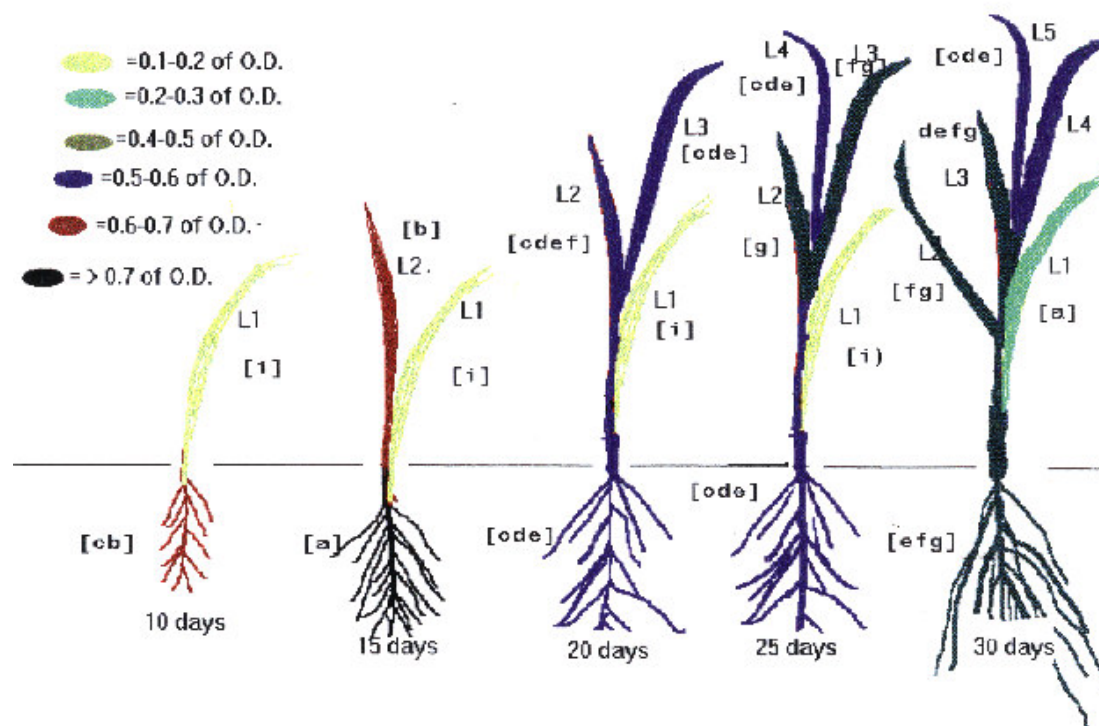 =0.1-0.2 of O.D.
=0.2-0.3 of O.D.
=0.4-0.5 of O.D.
=0.5-0.6 of O.D.
=0.6-0.7 of O.D.
=> 0.7 of O.D.
L1
[1]
[cb]
10 days
[b]
L2
L1
[i]
[a]
15 days
L2
[cdef]
L3
[cde]
L1
[i]
[cde]
20 days
L4
[cde]
L3
[fg]
L2
[g]
L1
[i)
[cde]
25 days
L5
[cde]
L4
defg
L3
L2
[fg]
L1
[a]
[efg]
30 days